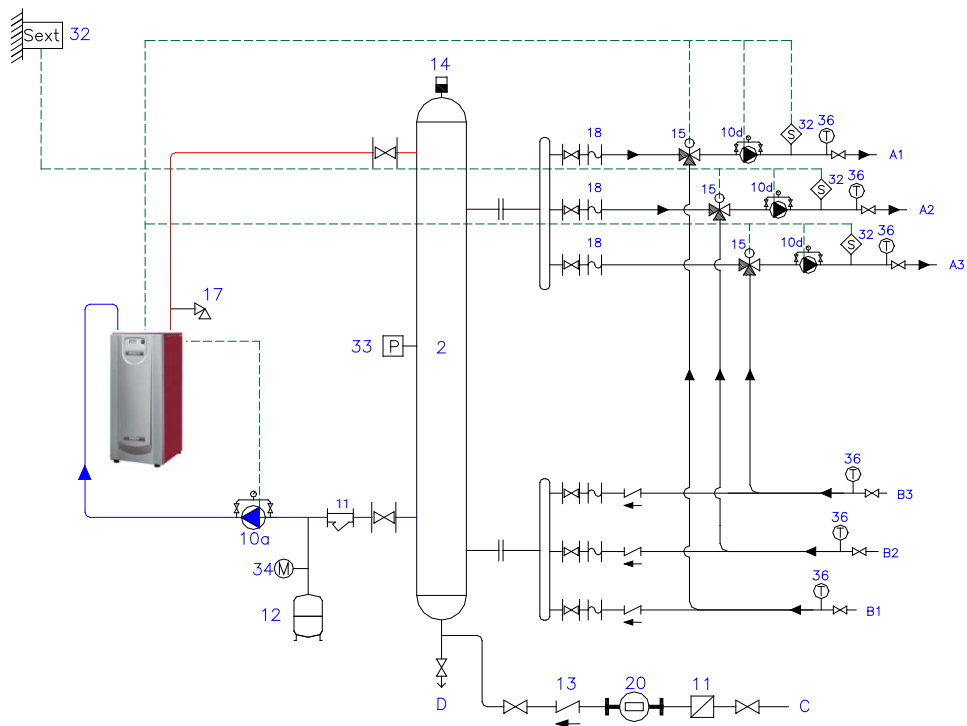 Sext 32
14
18 15 10d 32 36 A1
S T
18 15 10d 32 36 A2
S T
18 15 10d 32 36 A3
S T
17
33 P 2
36
T B3
11
10a
36
T B2
34 M
36
T B1
12
D
13 20 11 C